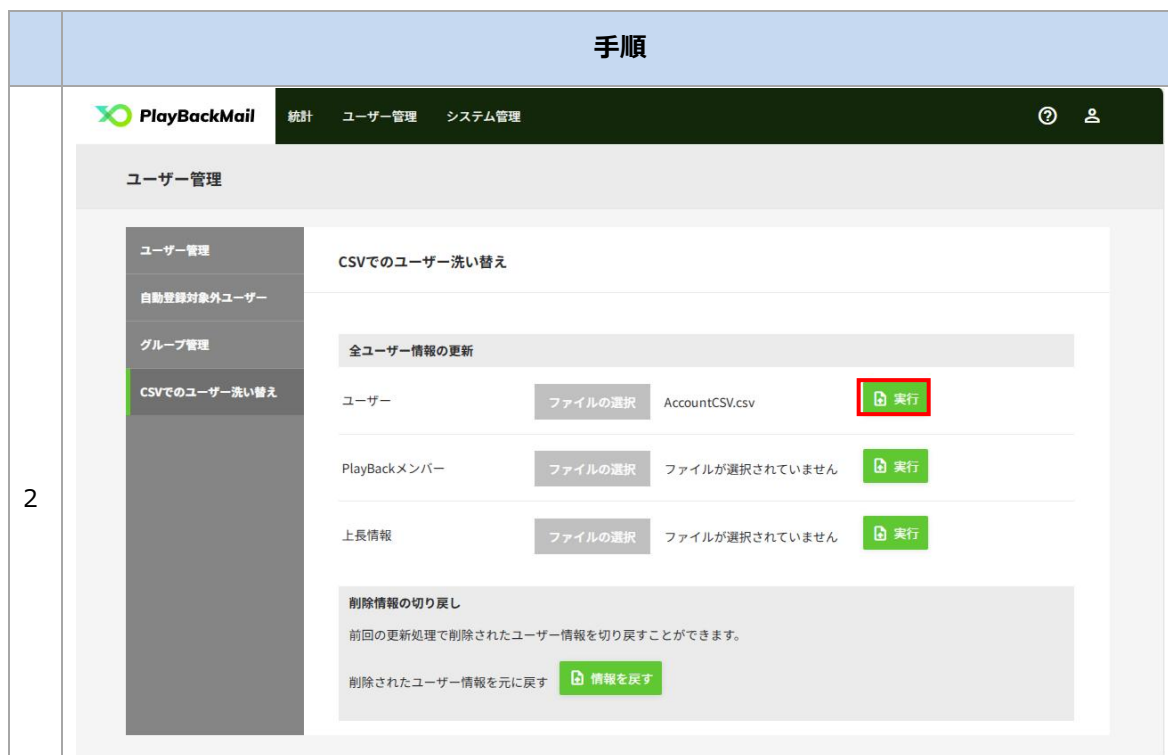 手順
PlayBackMail 統計 ユーザー管理 システム管理
ユーザー管理
ユーザー管理
自動登録対象外ユーザー
グループ管理
CSVでのユーザー洗い替え
CSVでのユーザー洗い替え
全ユーザー情報の更新
ユーザー ファイルの選択 AccountCSV.csv 実行
PlayBackメンバー ファイルの選択 ファイルが選択されていません 実行
上長情報 ファイルの選択 ファイルが選択されていません 実行
削除情報の切り戻し
前回の更新処理で削除されたユーザー情報を切り戻すことができます。
削除されたユーザー情報を元に戻す 情報を戻す
2